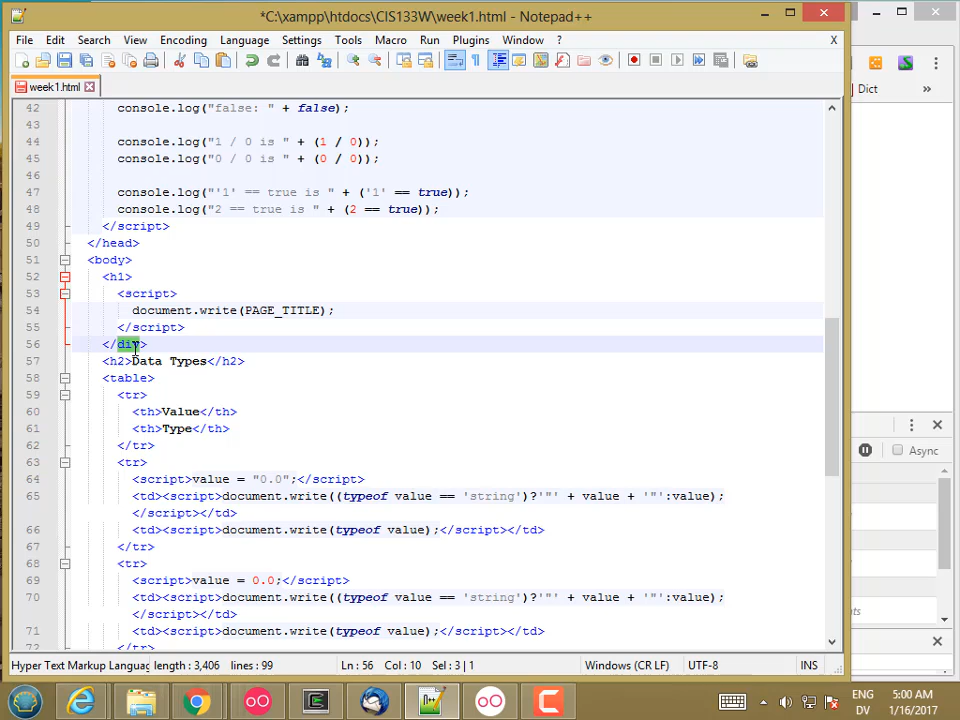 *C:\xampp\htdocs\CIS133W\week1.html - Notepad++
File Edit Search View Encoding Language Settings Tools Macro Run Plugins Window ? X
Dict »
week1.html
42 console.log("false: " + false);
43
44 console.log("1 / 0 is " + (1 / 0));
45 console.log("0 / 0 is " + (0 / 0));
46
47 console.log("'1' == true is " + ('1' == true));
48 console.log("2 == true is " + (2 == true));
49 </script>
50 </head>
51 <body>
52 <h1>
53 <script>
54 document.write(PAGE_TITLE);
55 </script>
56 </div>
57 <h2>Data Types</h2>
58 <table>
59 <tr>
60 <th>Value</th>
61 <th>Type</th>
62 </tr>
63 <tr>
64 <script>value = "0.0";</script>
65 <td><script>document.write((typeof value == 'string')?'"' + value + '"':value);
</script></td>
66 <td><script>document.write(typeof value);</script></td>
67 </tr>
68 <tr>
69 <script>value = 0.0;</script>
70 <td><script>document.write((typeof value == 'string')?'"' + value + '"':value);
</script></td>
71 <td><script>document.write(typeof value);</script></td>
72 </tr>
Async
Hyper Text Markup Languag length : 3,406 lines : 99 Ln : 56 Col : 10 Sel : 3 | 1 Windows (CR LF) UTF-8 INS
ENG 5:00 AM
DV 1/16/2017